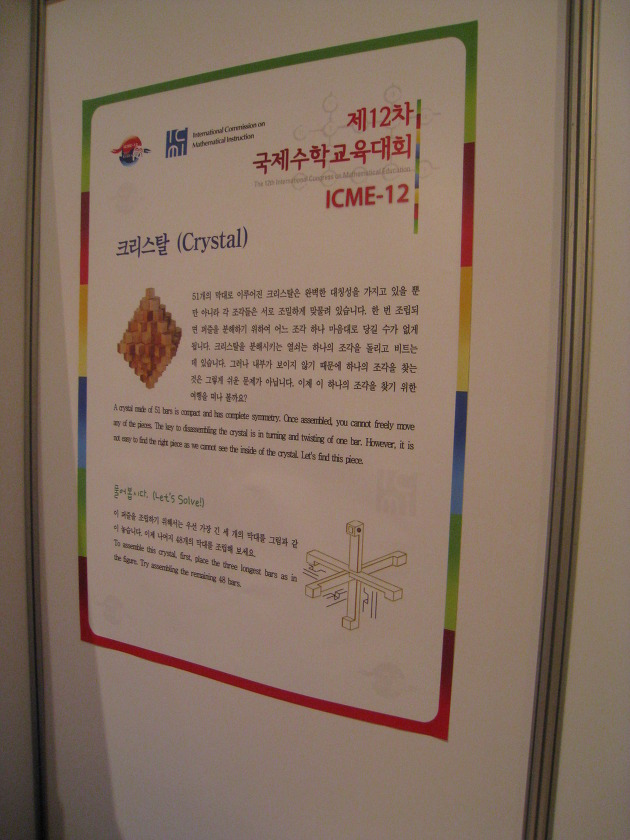 International Commission on
Mathematical Instruction
제12차
국제수학교육대회
The 12th International Congress on Mathematical Education
ICME-12
크리스탈 (Crystal)
51개의 막대로 이루어진 크리스탈은 완벽한 대칭성을 가지고 있을 뿐
만 아니라 각 조각들은 서로 조밀하게 맞물려 있습니다. 한 번 조립되
면 퍼즐을 분해하기 위하여 어느 조각 하나 마음대로 당길 수가 없게
됩니다. 크리스탈을 분해시키는 열쇠는 하나의 조각을 돌리고 비트는
데 있습니다. 그러나 내부가 보이지 않기 때문에 하나의 조각을 찾는
것은 그렇게 쉬운 문제가 아닙니다. 이제 이 하나의 조각을 찾기 위한
여행을 떠나 볼까요?
A crystal made of 51 bars is compact and has complete symmetry. Once assembled, you cannot freely move
any of the pieces. The key to disassembling the crystal is in turning and twisting of one bar. However, it is
not easy to find the right piece as we cannot see the inside of the crystal. Let's find this piece.
풀어봅시다. (Let's Solve!)
이 퍼즐을 조립하기 위해서는 우선 가장 긴 세 개의 막대를 그림과 같
이 놓습니다. 이제 나머지 48개의 막대를 조립해 보세요.
To assemble this crystal, first, place the three longest bars as in
the figure. Try assembling the remaining 48 bars.